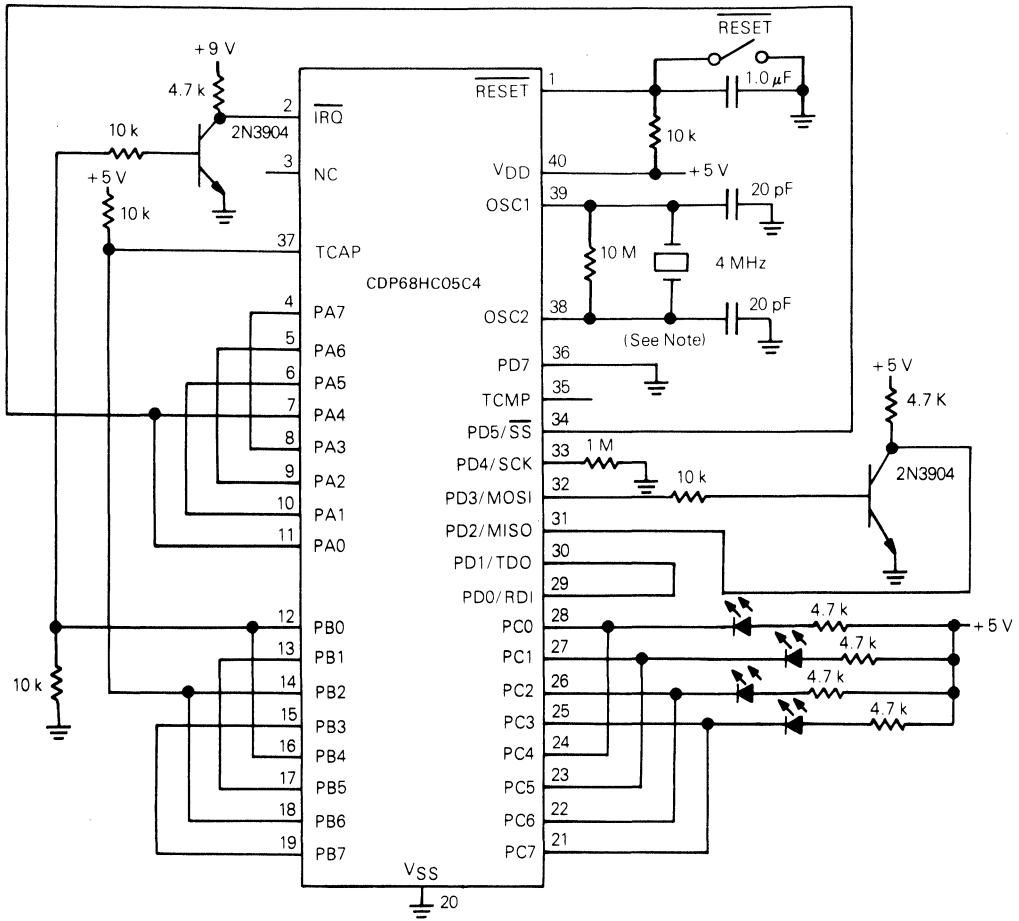 RESET
+9 V
4.7 k
1
RESET
1.0 µF
2
IRQ
2N3904
10 k
10 k
3
NC
VDD
40
+5 V
+5 V
10 k
OSC1
39
20 pF
37
TCAP
10 M
4 MHz
CDP68HC05C4
4
PA7
OSC2
38
20 pF
(See Note)
5
PA6
PD7
36
6
PA5
TCMP
35
+5 V
4.7 K
7
PA4
PD5/SS
34
8
PA3
PD4/SCK
33
1 M
2N3904
9
PA2
PD3/MOSI
32
10 k
10
PA1
PD2/MISO
31
11
PA0
PD1/TDO
30
PD0/RDI
29
12
PB0
PC0
28
4.7 k
+5 V
13
PB1
PC1
27
4.7 k
10 k
14
PB2
PC2
26
4.7 k
15
PB3
PC3
25
4.7 k
16
PB4
PC4
24
17
PB5
PC5
23
18
PB6
PC6
22
19
PB7
PC7
21
VSS
20